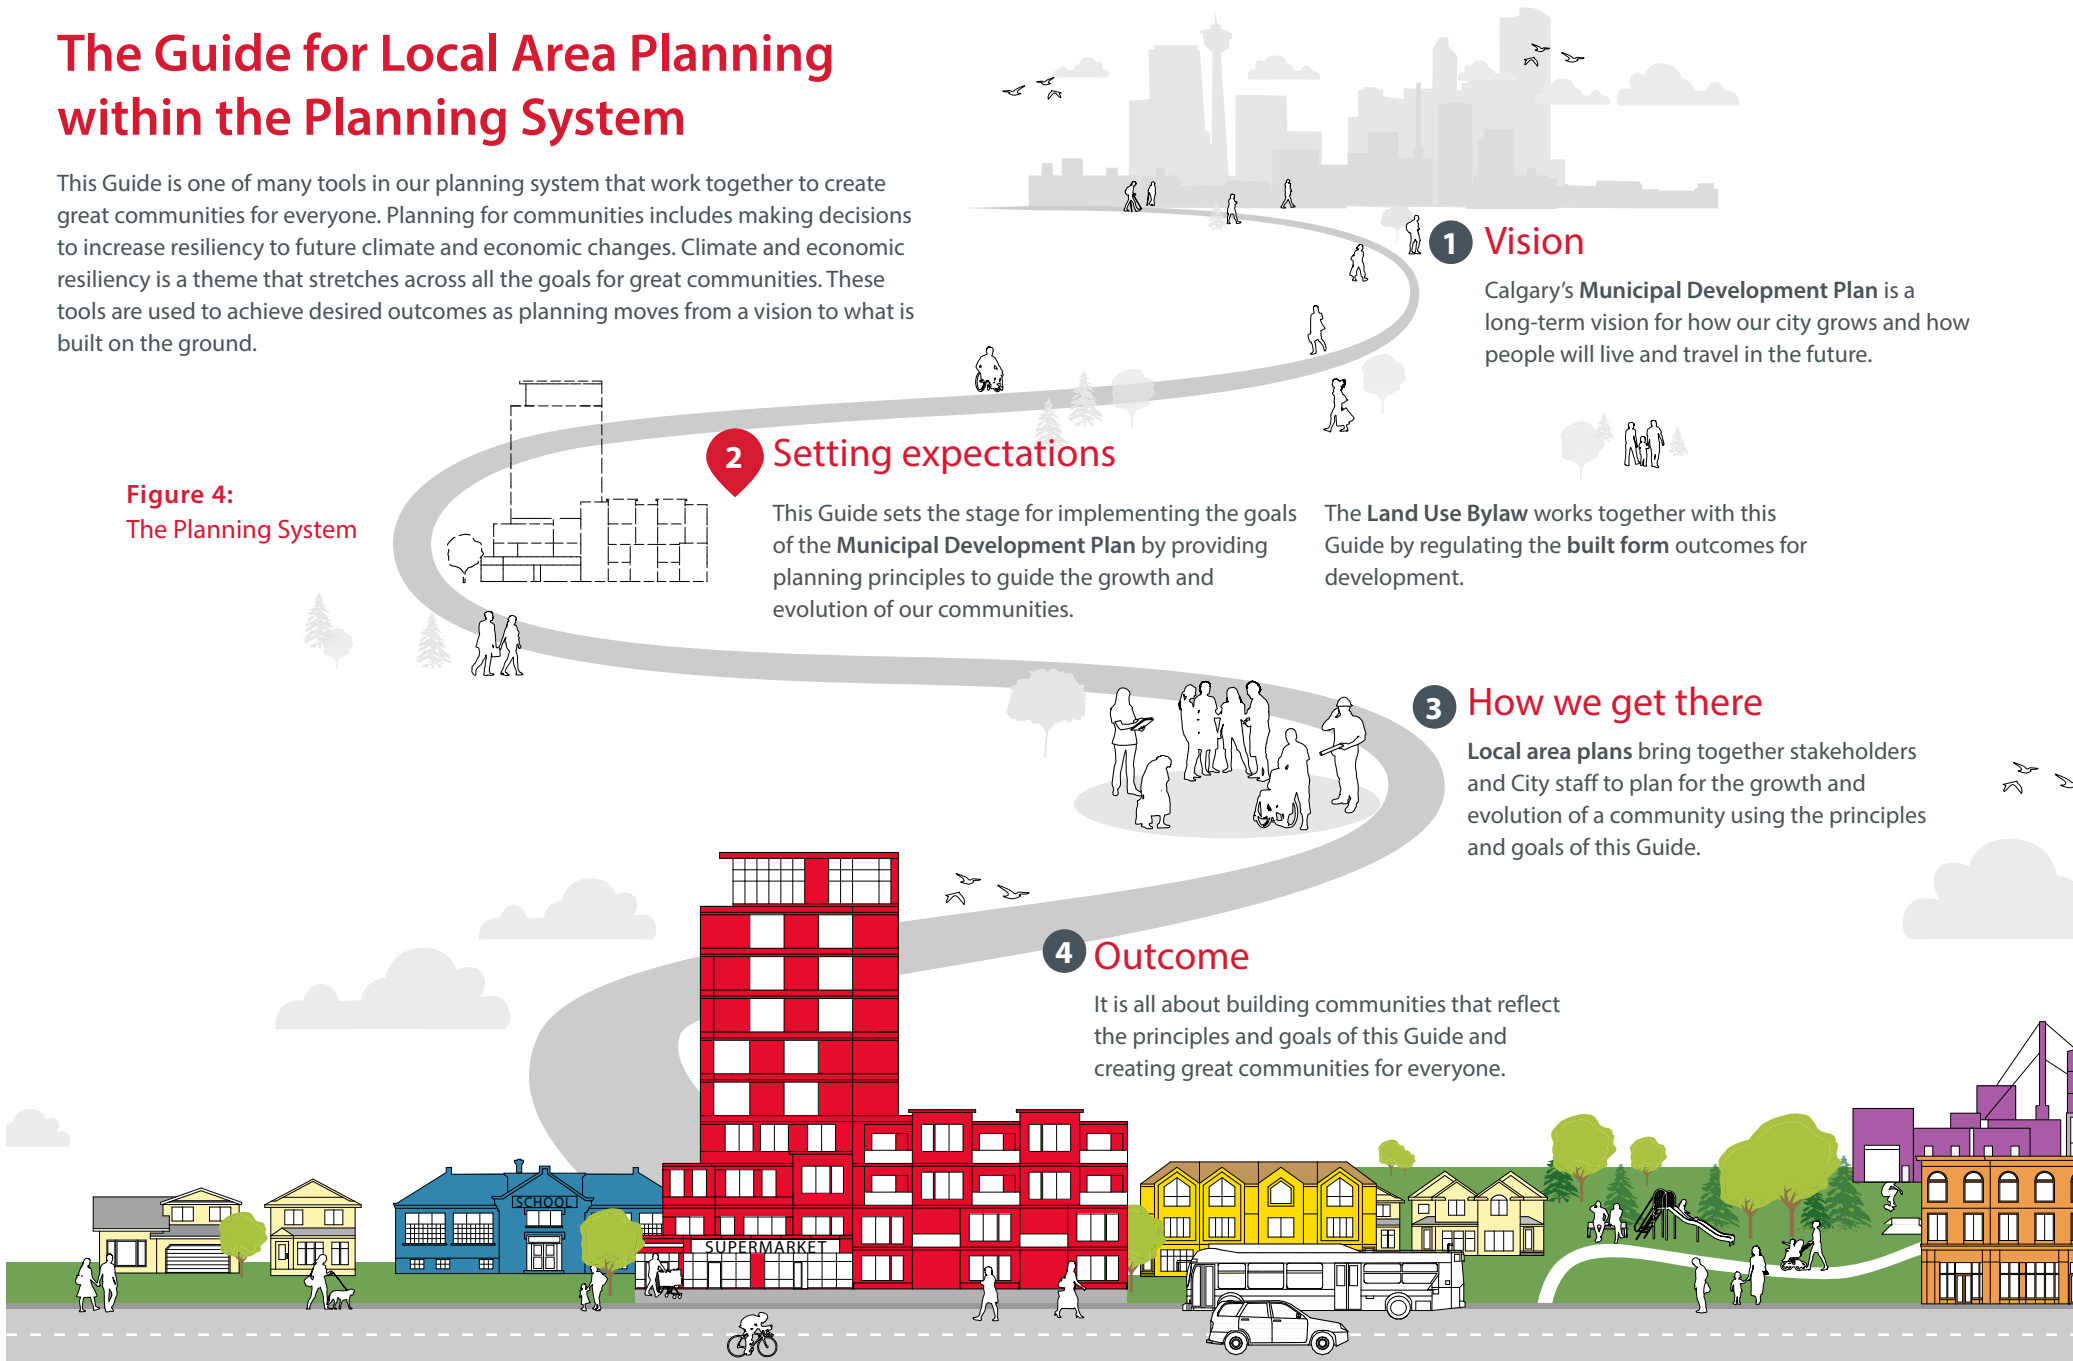 The Guide for Local Area Planning
within the Planning System
This Guide is one of many tools in our planning system that work together to create
great communities for everyone. Planning for communities includes making decisions
to increase resiliency to future climate and economic changes. Climate and economic
resiliency is a theme that stretches across all the goals for great communities. These
tools are used to achieve desired outcomes as planning moves from a vision to what is
built on the ground.
1 Vision
Calgary's Municipal Development Plan is a
long-term vision for how our city grows and how
people will live and travel in the future.
Figure 4:
The Planning System
2 Setting expectations
This Guide sets the stage for implementing the goals
of the Municipal Development Plan by providing
planning principles to guide the growth and
evolution of our communities.
The Land Use Bylaw works together with this
Guide by regulating the built form outcomes for
development.
3 How we get there
Local area plans bring together stakeholders
and City staff to plan for the growth and
evolution of a community using the principles
and goals of this Guide.
4 Outcome
It is all about building communities that reflect
the principles and goals of this Guide and
creating great communities for everyone.
SCHOOL
SUPERMARKET